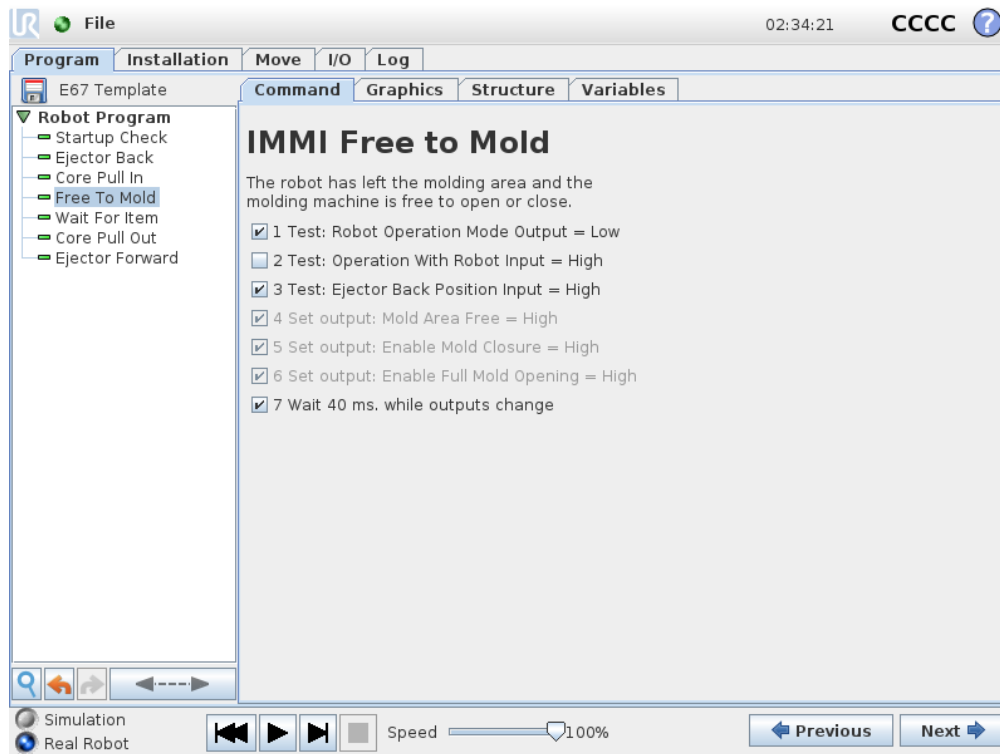 UR File 02:34:21 CCCC ?
Program Installation Move I/O Log
E67 Template
Command Graphics Structure Variables
Robot Program
Startup Check
Ejector Back
Core Pull In
Free To Mold
Wait For Item
Core Pull Out
Ejector Forward
IMMI Free to Mold
The robot has left the molding area and the
molding machine is free to open or close.
1 Test: Robot Operation Mode Output = Low
2 Test: Operation With Robot Input = High
3 Test: Ejector Back Position Input = High
4 Set output: Mold Area Free = High
5 Set output: Enable Mold Closure = High
6 Set output: Enable Full Mold Opening = High
7 Wait 40 ms. while outputs change
Simulation
Real Robot
Speed 100%
Previous Next